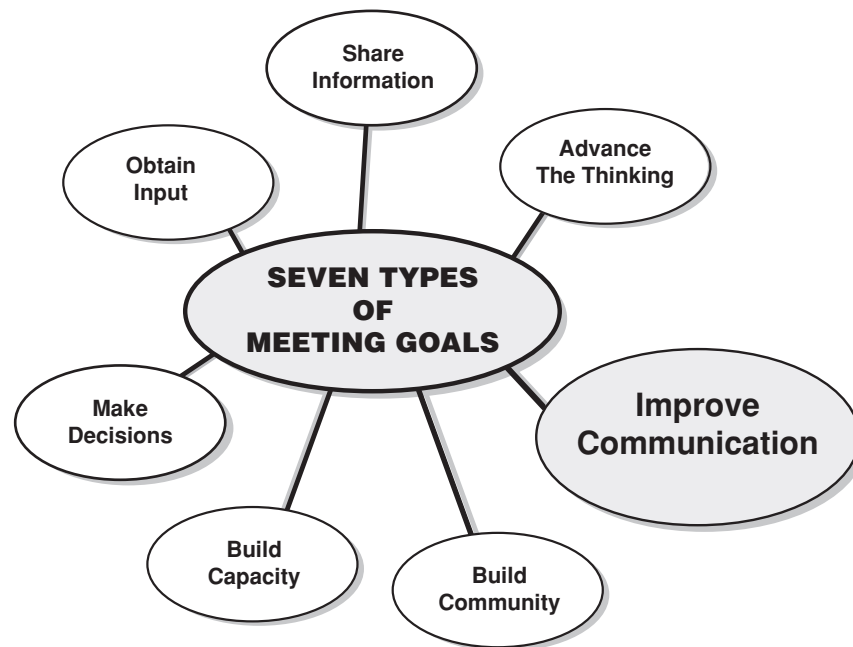 Share
Information
Advance
The Thinking
Obtain
Input
SEVEN TYPES
OF
MEETING GOALS
Improve
Communication
Make
Decisions
Build
Capacity
Build
Community